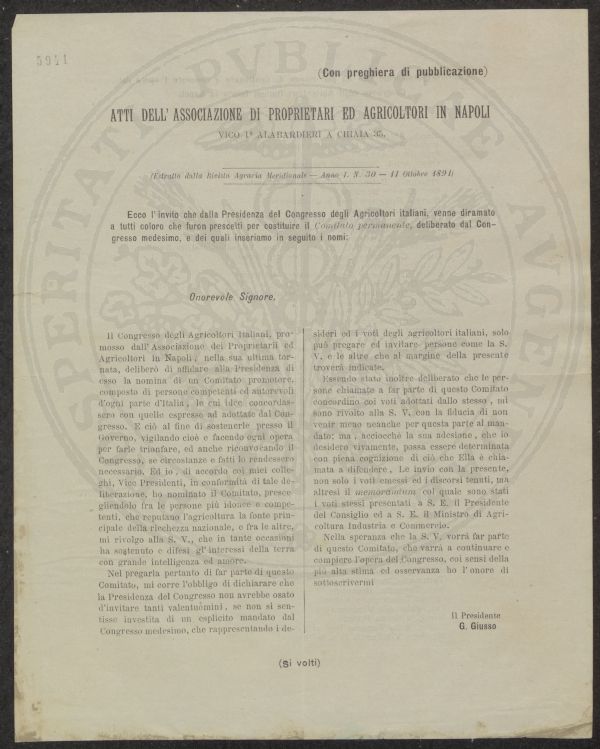 5921
(Con preghiera di pubblicazione)
ATTI DELL'ASSOCIAZIONE DI PROPRIETARI ED AGRICOLTORI IN NAPOLI
VICO 1º ALABARDIERI A CHIAIA 35.
(Estratto dalla Rivista Agraria Meridionale — Anno I. N. 30 — 11 Ottobre 1891)
Ecco l'invito che dalla Presidenza del Congresso degli Agricoltori italiani, venne diramato
a tutti coloro che furon prescelti per costituire il Comitato permanente, deliberato dal Con-
gresso medesimo, e dei quali inseriamo in seguito i nomi:
Onorevole Signore,
Il Congresso degli Agricoltori Italiani, pro-
mosso dall'Associazione dei Proprietarii ed
Agricoltori in Napoli, nella sua ultima tor-
nata, deliberò di affidare alla Presidenza di
esso la nomina di un Comitato promotore,
composto di persone competenti ed autorevoli
d'ogni parte d'Italia, le cui idee concordas-
sero con quelle espresse ad adottate dal Con-
gresso. E ciò al fine di sostenerle presso il
Governo, vigilando cioè e facendo ogni opera
per farle trionfare, ed anche riconvocando il
Congresso, se circostanze e fatti lo rendessero
necessario. Ed io, di accordo coi miei colle-
ghi, Vice Presidenti, in conformità di tale de-
liberazione, ho nominato il Comitato, presce-
gliendolo fra le persone più idonee e compe-
tenti, che reputano l'agricoltura la fonte prin-
cipale della ricchezza nazionale, e fra le altre,
mi rivolgo alla S. V., che in tante occasioni
ha sostenuto e difesi gl'interessi della terra
con grande intelligenza ed amore.
Nel pregarla pertanto di far parte di questo
Comitato, mi corre l'obbligo di dichiarare che
la Presidenza del Congresso non avrebbe osato
d'invitare tanti valentuomini, se non si sen-
tisse investita di un esplicito mandato dal
Congresso medesimo, che rappresentando i de-
sideri ed i voti degli agricoltori italiani, solo
può pregare ed invitare persone come la S.
V. e le altre che al margine della presente
troverà indicate.
Essendo stato inoltre deliberato che le per-
sone chiamate a far parte di questo Comitato
concordino coi voti adottati dallo stesso, mi
sono rivolto alla S. V. con la fiducia di non
venir meno neanche per questa parte al man-
dato; ma, acciocchè la sua adesione, che io
desidero vivamente, possa essere determinata
con piena cognizione di ciò che Ella è chia-
mata a difendere, Le invio con la presente,
non solo i voti emessi ed i discorsi tenuti, ma
altresì il memorantum col quale sono stati
i voti stessi presentati a S. E. il Presidente
del Consiglio ed a S. E. il Ministro di Agri-
coltura Industria e Commercio.
Nella speranza che la S. V. vorrà far parte
di questo Comitato, che varrà a continuare e
compiere l'opera del Congresso, coi sensi della
più alta stima ed osservanza ho l'onore di
sottoscrivermi
Il Presidente
G. Giusso
(Si volti)